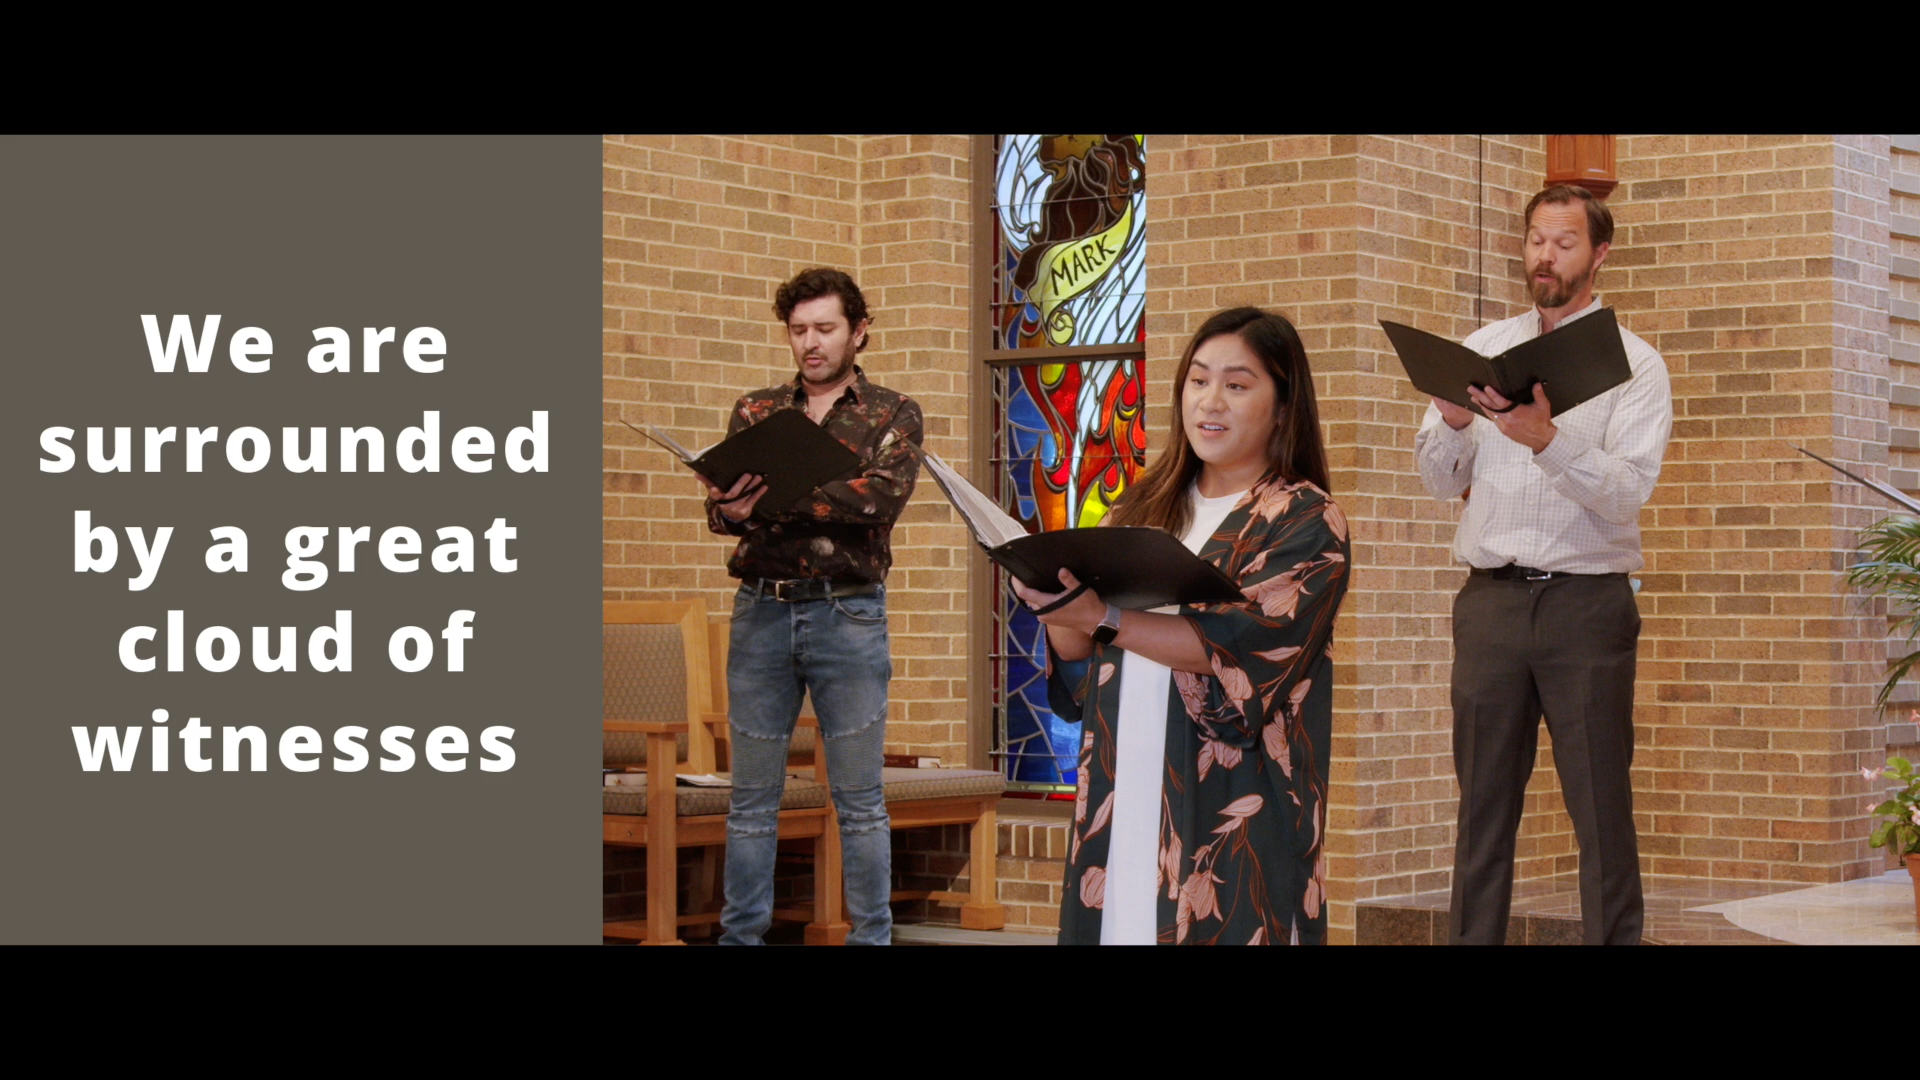 We are
surrounded
by a great
cloud of
witnesses
MARK